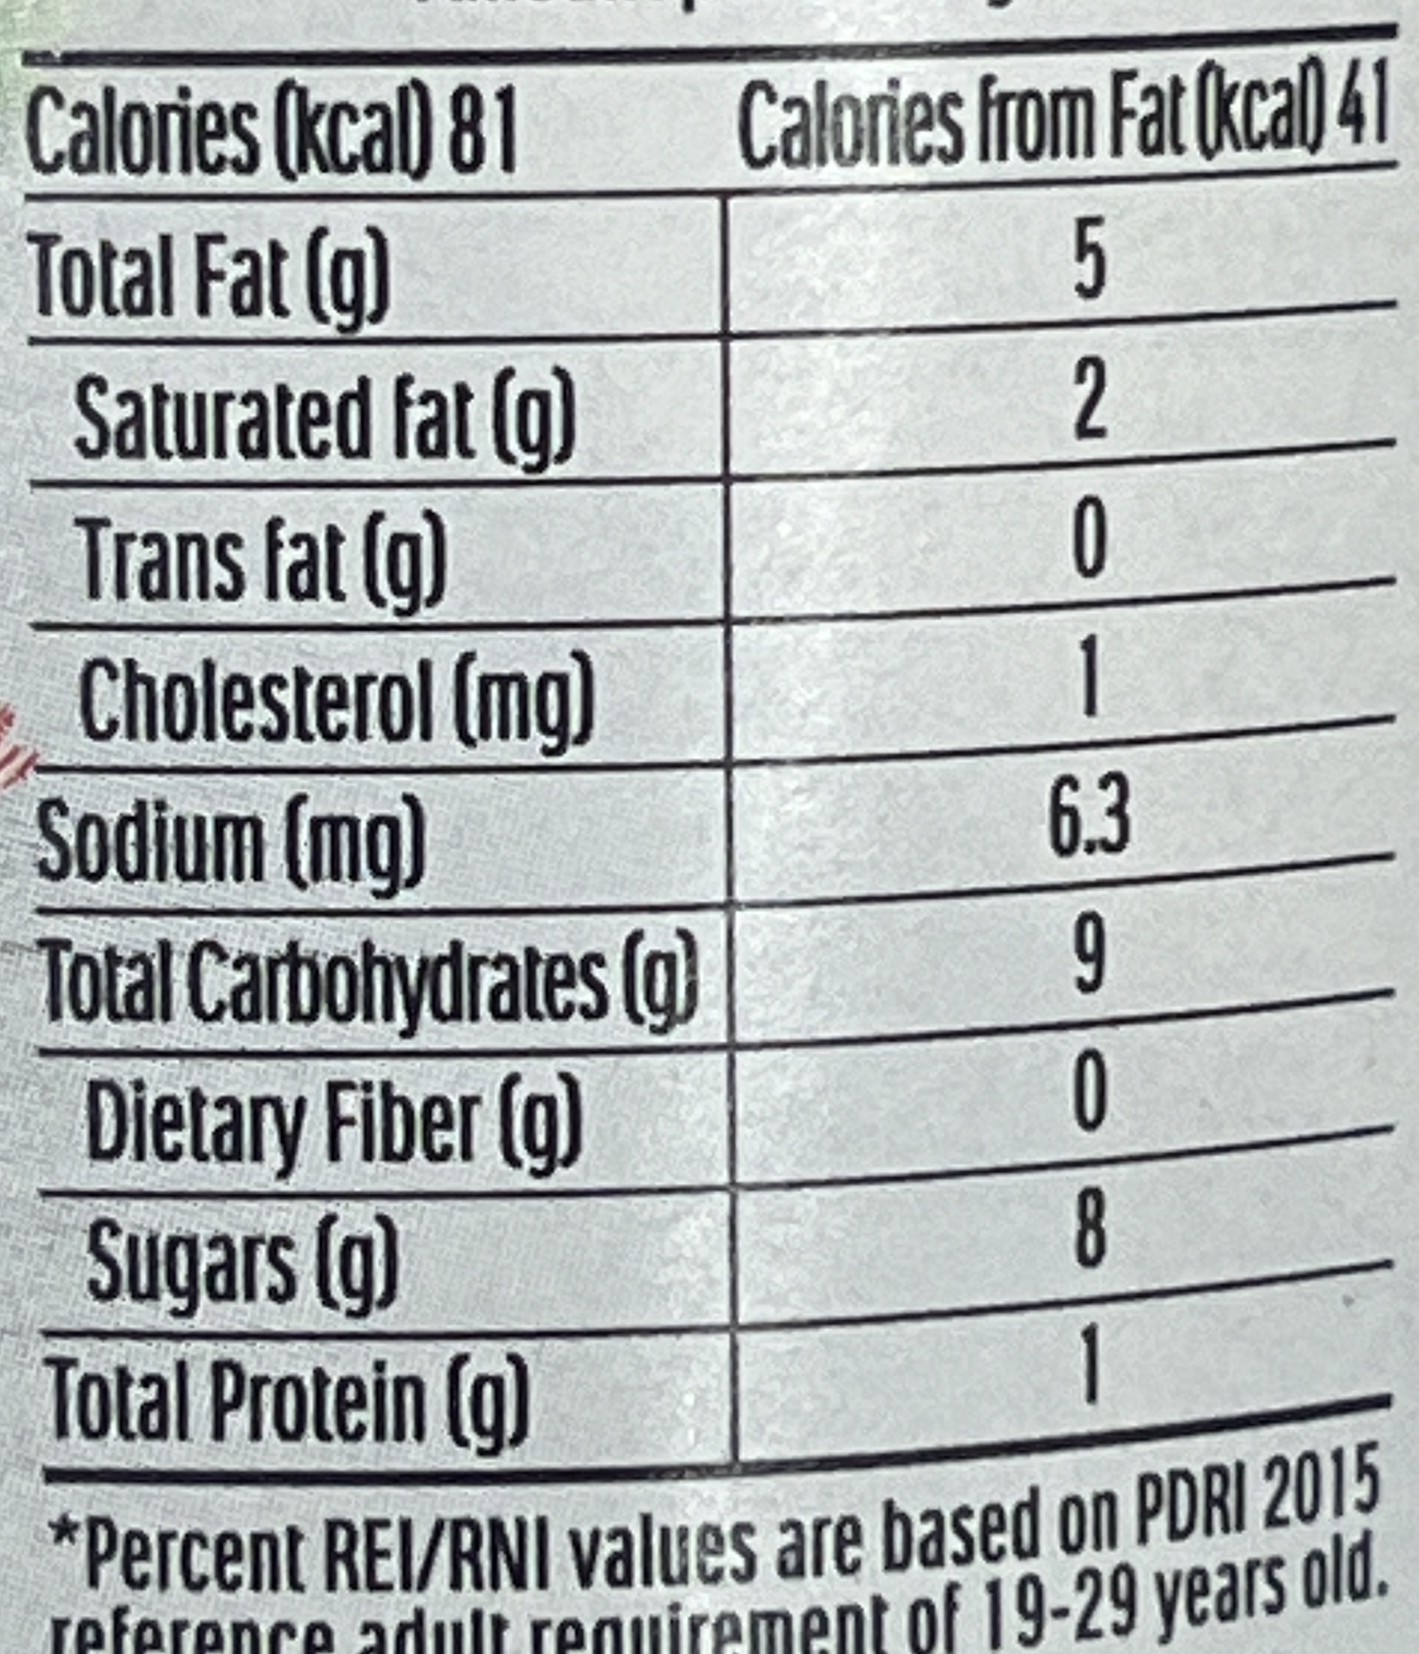 Calories (kcal) 81 Calories from Fat (kcal) 41
Total Fat (g) 5
Saturated fat (g) 2
Trans fat (g) 0
Cholesterol (mg) 1
Sodium (mg) 6.3
Total Carbohydrates (g) 9
Dietary Fiber (g) 0
Sugars (g) 8
Total Protein (g) 1
*Percent REI/RNI values are based on PDRI 2015
reference adult requirement of 19-29 years old.